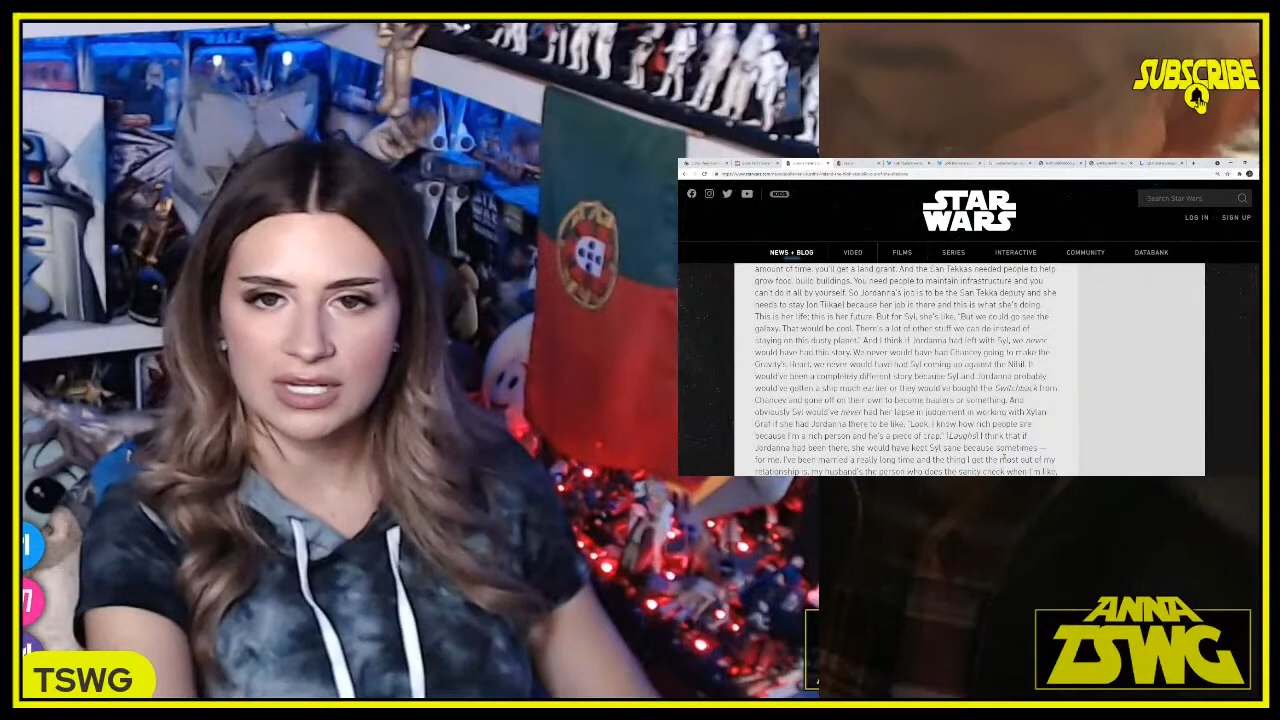 SUBSCRIBE
KIDS
STAR
WARS
Search Star Wars
LOG IN
SIGN UP
NEWS + BLOG
VIDEO
FILMS
SERIES
INTERACTIVE
COMMUNITY
DATABANK
amount of time, you'll get a land grant. And the San Tekkas needed people to help
grow food, build buildings. You need people to maintain infrastructure and you
can't do it all by yourself. So Jordanna's job is to be the San Tekka deputy and she
needs to stay [on Tiikae] because her job is there and this is what she's doing.
This is her life; this is her future. But for Syl, she's like, "But we could go see the
galaxy. That would be cool. There's a lot of other stuff we can do instead of
staying on this dusty planet." And I think if Jordanna had left with Syl, we never
would have had this story. We never would have had Chancey going to make the
Gravity's Heart, we never would have had Syl coming up against the Nihil. It
would've been a completely different story because Syl and Jordanna probably
would've gotten a ship much earlier or they would've bought the Switchback from
Chancey and gone off on their own to become haulers or something. And
obviously Syl would've never had her lapse in judgement in working with Xylan
Graf if she had Jordanna there to be like, "Look, I know how rich people are
because I'm a rich person and he's a piece of crap." [Laughs] I think that if
Jordanna had been there, she would have kept Syl sane because sometimes —
for me, I've been married a really long time and the thing I get the most out of my
relationship is, my husband's the person who does the sanity check when I'm like,
ANNA
TSWG
TSWG